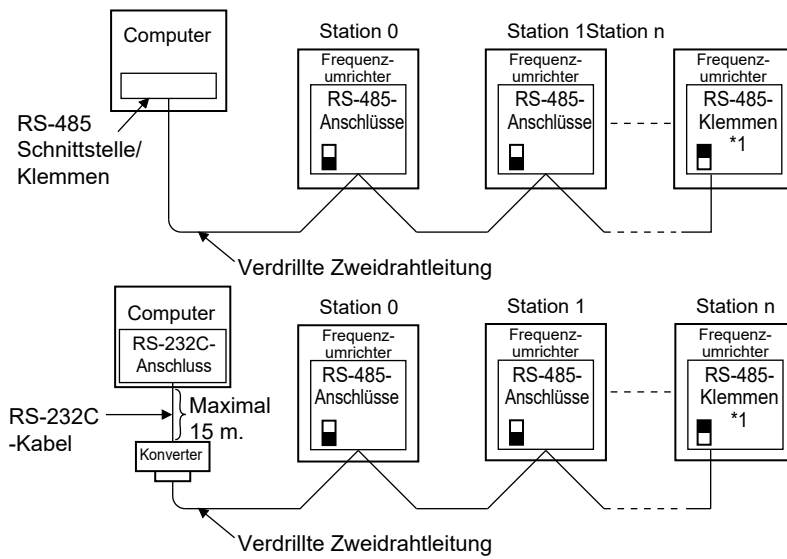 Computer
Station 0
Station 1Station n
Frequenz-
umrichter
RS-485-
Anschlüsse
Frequenz-
umrichter
RS-485-
Anschlüsse
Frequenz-
umrichter
RS-485-
Klemmen
*1
RS-485
Schnittstelle/
Klemmen
Verdrillte Zweidrahtleitung
Computer
RS-232C-
Anschluss
Station 0
Station 1
Station n
Frequenz-
umrichter
RS-485-
Anschlüsse
Frequenz-
umrichter
RS-485-
Anschlüsse
Frequenz-
umrichter
RS-485-
Klemmen
*1
RS-232C
-Kabel
Maximal
15 m.
Konverter
Verdrillte Zweidrahtleitung